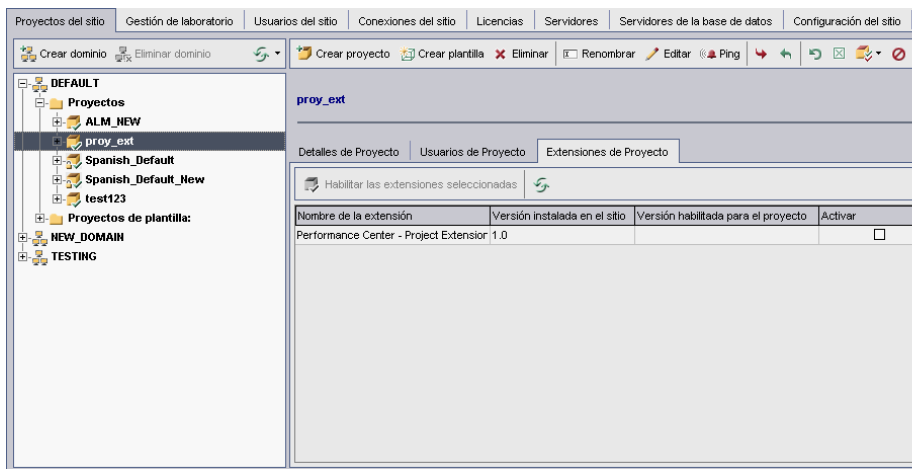 Proyectos del sitio Gestión de laboratorio Usuarios del sitio Conexiones del sitio Licencias Servidores Servidores de la base de datos Configuración del sitio
Crear dominio Eliminar dominio Crear proyecto Crear plantilla Eliminar Renombrar Editar Ping
DEFAULT
Proyectos
ALM_NEW
proy_ext
Spanish_Default
Spanish_Default_New
test123
Proyectos de plantilla:
NEW_DOMAIN
TESTING
proy_ext
Detalles de Proyecto Usuarios de Proyecto Extensiones de Proyecto
Habilitar las extensiones seleccionadas
Nombre de la extensión Versión instalada en el sitio Versión habilitada para el proyecto Activar
Performance Center - Project Extension 1.0